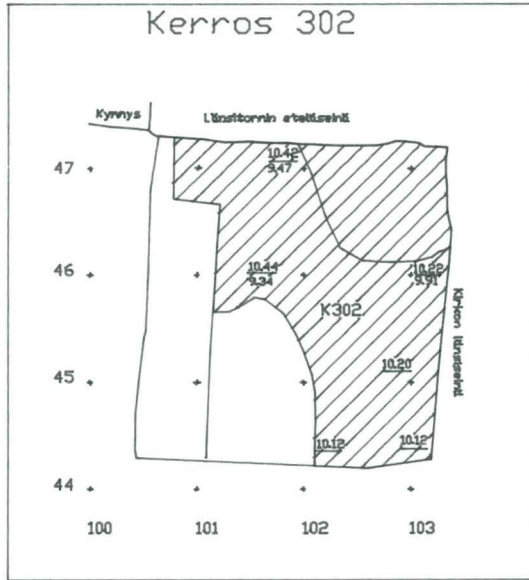 Kerros 302
Kynnys
Länsitornin eteläseinä
47
10.42
9.47
46
10.44
9.34
10.22
9.91
K302
Kirkon länsiseinä
45
10.20
10.12
10.12
44
100 101 102 103